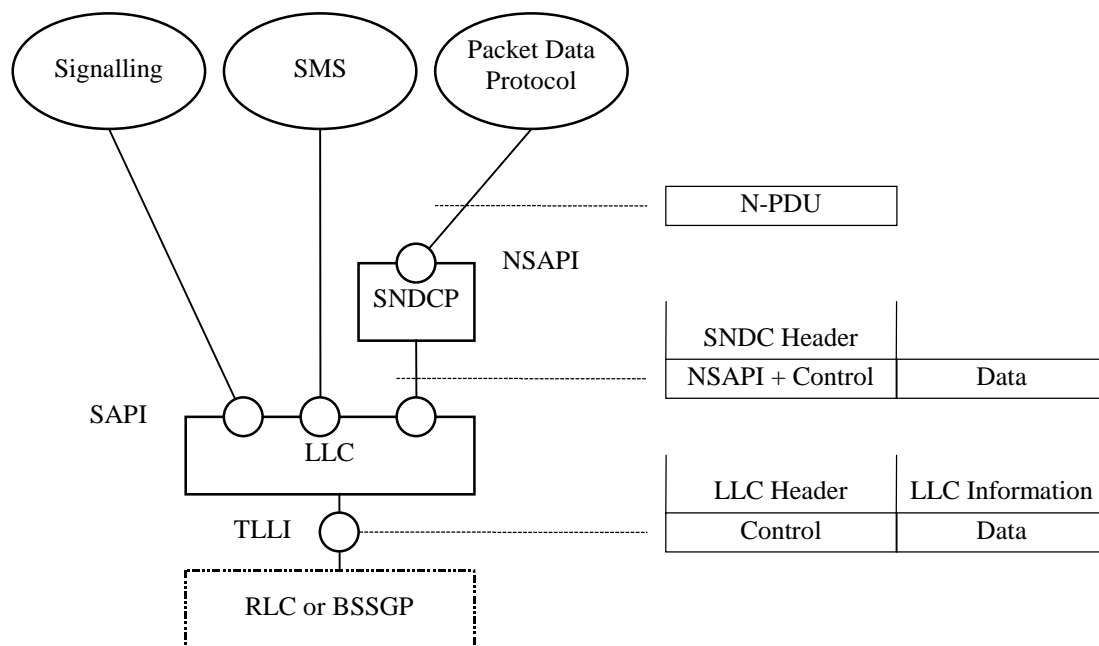 Signalling
SMS
Packet Data
Protocol
N-PDU
NSAPI
SNDCP
SNDC Header
NSAPI + Control
Data
SAPI
LLC
LLC Header
LLC Information
TLLI
Control
Data
RLC or BSSGP